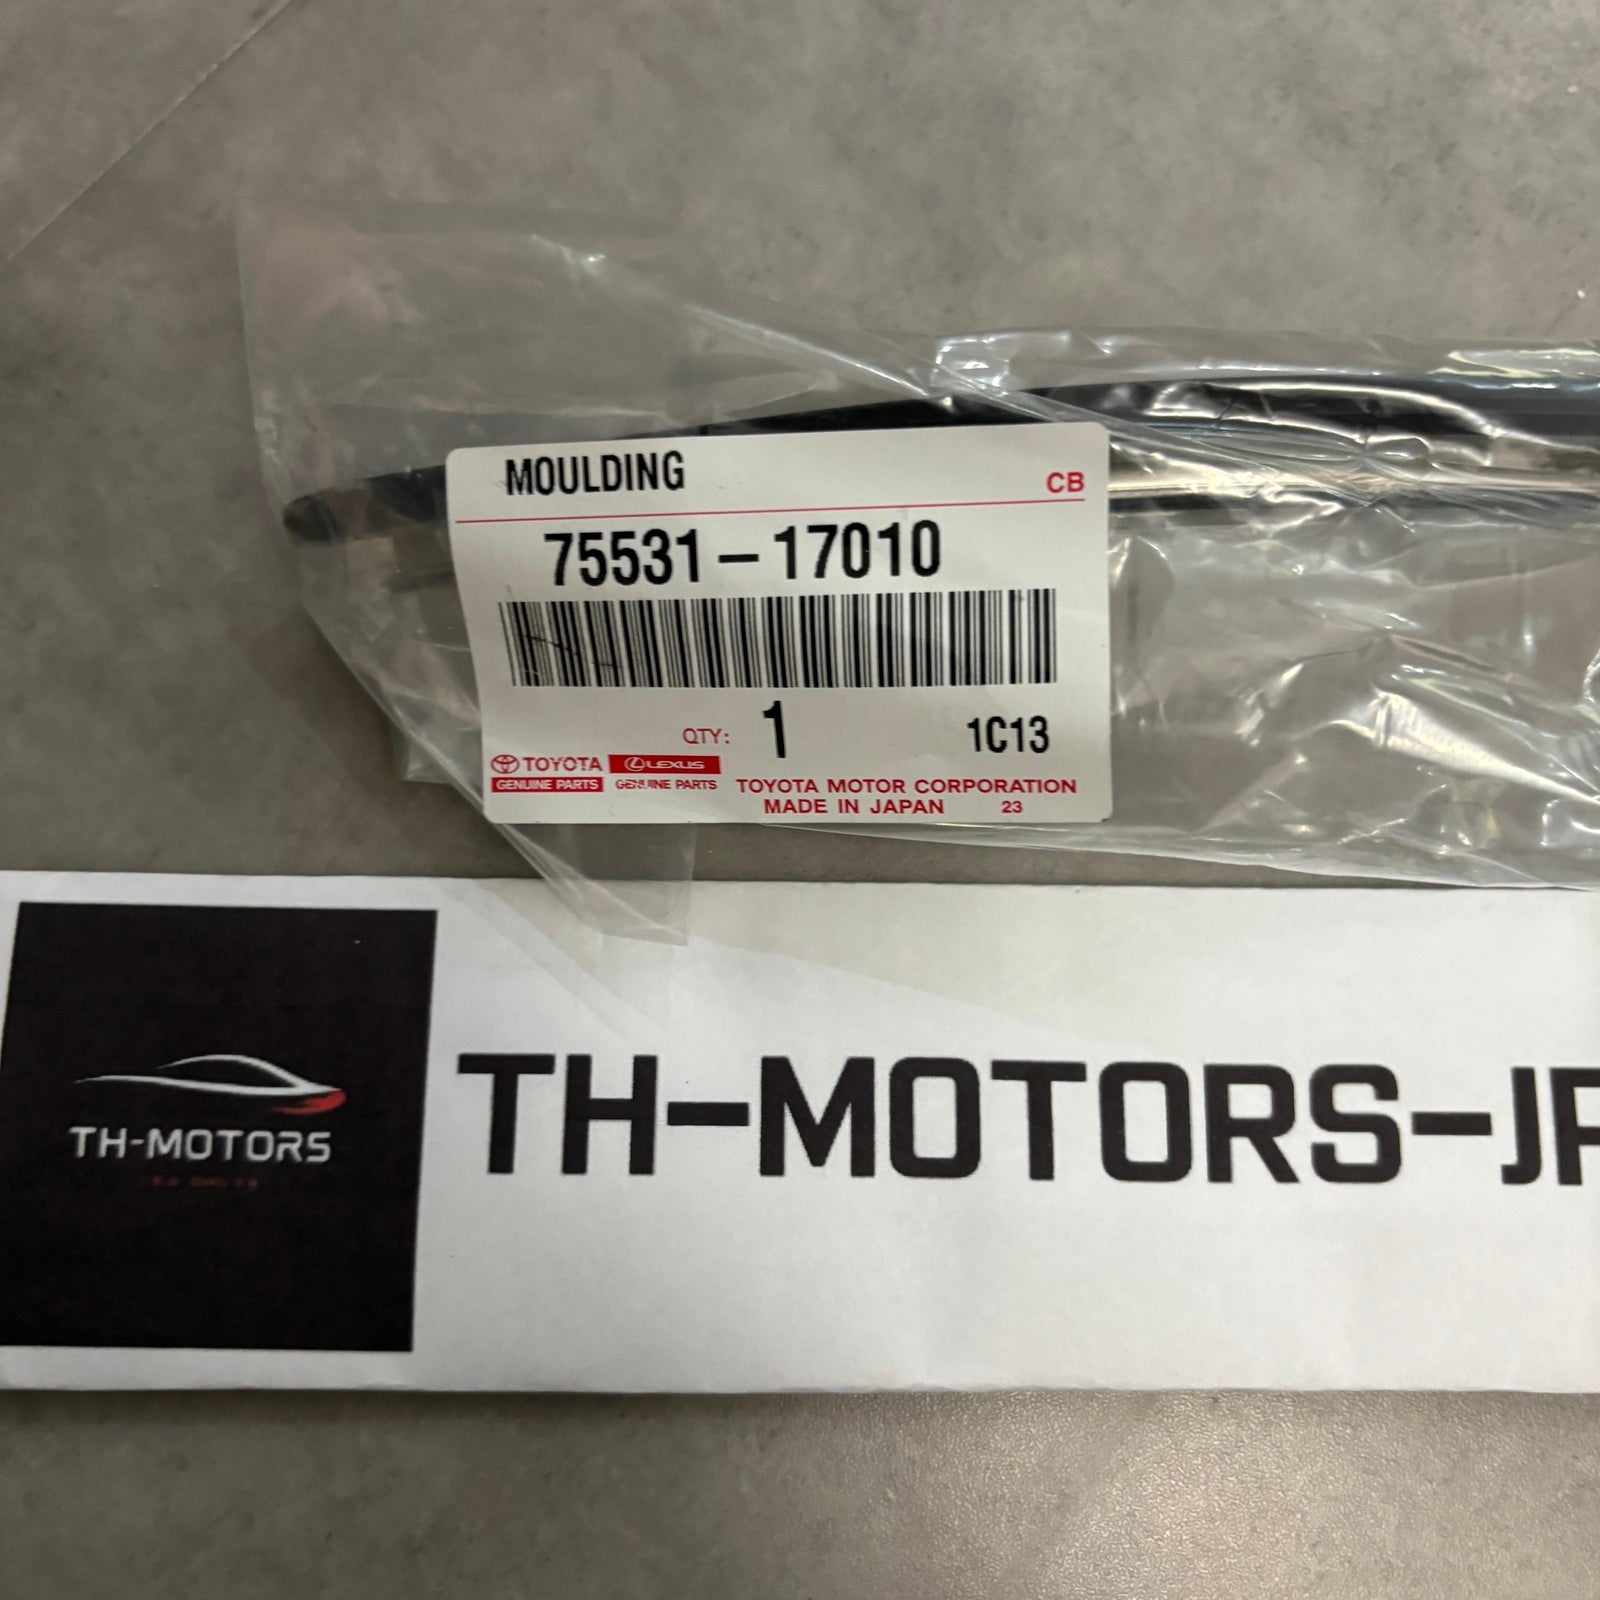 MOULDING
CB
75531-17010
QTY: 1 1C13
TOYOTA LEXUS
GENUINE PARTS GENUINE PARTS
TOYOTA MOTOR CORPORATION
MADE IN JAPAN 23
TH-MOTORS
TH-MOTORS-JP